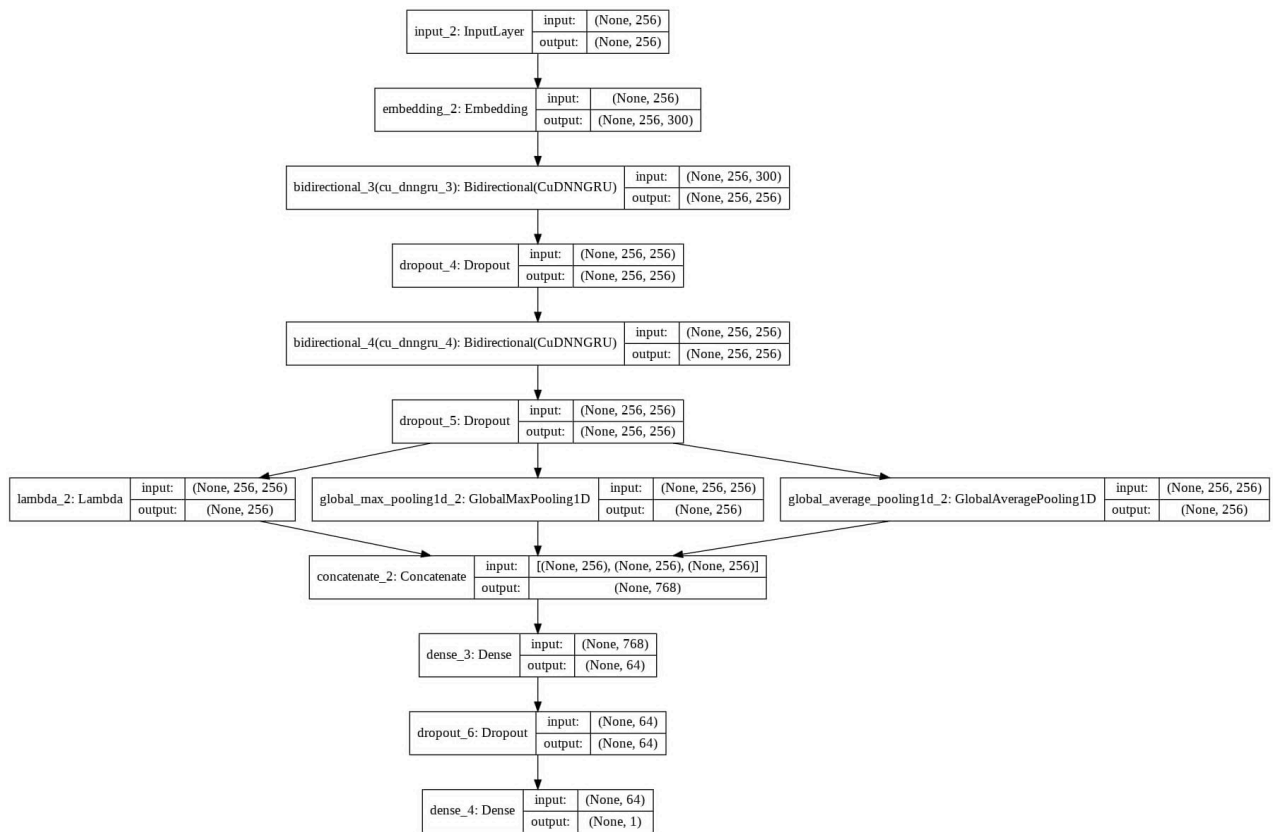 input_2: InputLayer
input: (None, 256)
output: (None, 256)
embedding_2: Embedding
input: (None, 256)
output: (None, 256, 300)
bidirectional_3(cu_dnngru_3): Bidirectional(CuDNNGRU)
input: (None, 256, 300)
output: (None, 256, 256)
dropout_4: Dropout
input: (None, 256, 256)
output: (None, 256, 256)
bidirectional_4(cu_dnngru_4): Bidirectional(CuDNNGRU)
input: (None, 256, 256)
output: (None, 256, 256)
dropout_5: Dropout
input: (None, 256, 256)
output: (None, 256, 256)
lambda_2: Lambda
input: (None, 256, 256)
output: (None, 256)
global_max_pooling1d_2: GlobalMaxPooling1D
input: (None, 256, 256)
output: (None, 256)
global_average_pooling1d_2: GlobalAveragePooling1D
input: (None, 256, 256)
output: (None, 256)
concatenate_2: Concatenate
input: [(None, 256), (None, 256), (None, 256)]
output: (None, 768)
dense_3: Dense
input: (None, 768)
output: (None, 64)
dropout_6: Dropout
input: (None, 64)
output: (None, 64)
dense_4: Dense
input: (None, 64)
output: (None, 1)